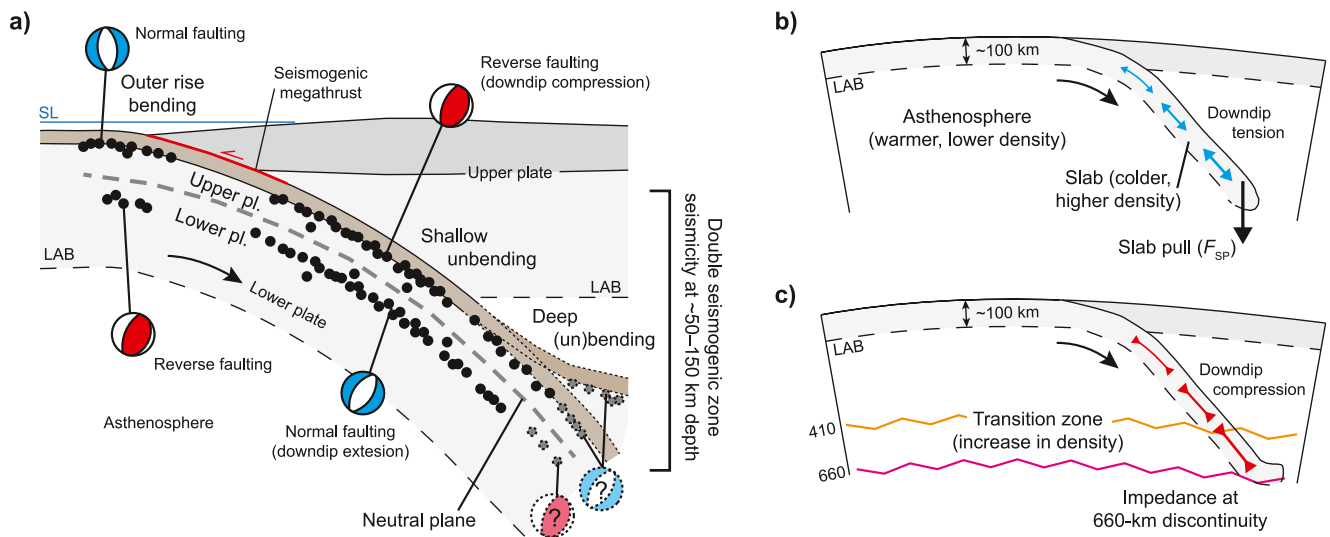 a)
Normal faulting
Outer rise
bending
SL
Seismogenic
megathrust
Reverse faulting
(downdip compression)
Upper plate
Upper pl.
Lower pl.
Shallow
unbending
LAB
LAB
Lower plate
Deep
(un)bending
Reverse faulting
Asthenosphere
Normal faulting
(downdip extesion)
Neutral plane
?
?
Double seismogenic zone
seismicity at ~50–150 km depth
b)
~100 km
LAB
Asthenosphere
(warmer, lower density)
Downdip
tension
Slab (colder,
higher density)
Slab pull (FSP)
c)
~100 km
LAB
Downdip
compression
410
Transition zone
(increase in density)
660
Impedance at
660-km discontinuity